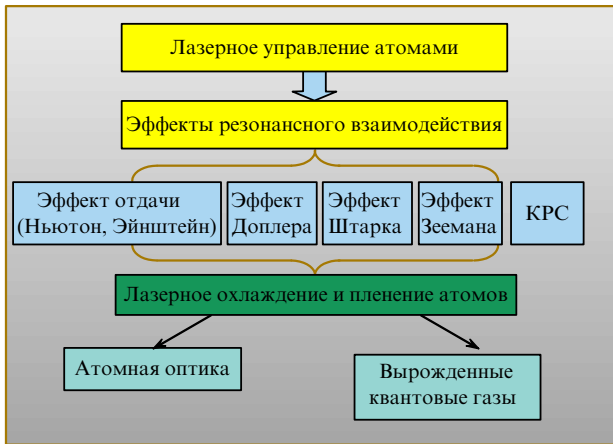 Лазерное управление атомами
Эффекты резонансного взаимодействия
Эффект отдачи
(Ньютон, Эйнштейн)
Эффект
Доплера
Эффект
Штарка
Эффект
Зеемана
КРС
Лазерное охлаждение и пленение атомов
Атомная оптика
Вырожденные
квантовые газы